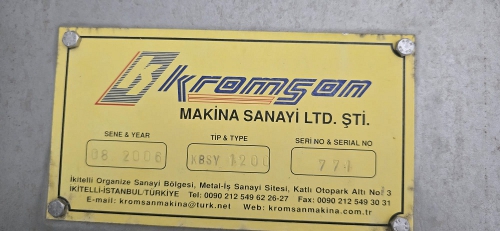 kromsan
MAKİNA SANAYİ LTD. ŞTİ.
SENE & YEAR TİP & TYPE SERI NO & SERIAL NO
08 2006 KBSY 1200 771
İkitelli Organize Sanayi Bölgesi, Metal-İş Sanayi Sitesi, Katlı Otopark Altı No: 3
İKİTELLİ-İSTANBUL/TÜRKİYE Tel: 0090 212 549 62 26-27 Fax: 0090 212 549 30 31
E-mail: kromsanmakina@turk.net Web: kromsanmakina.com.tr